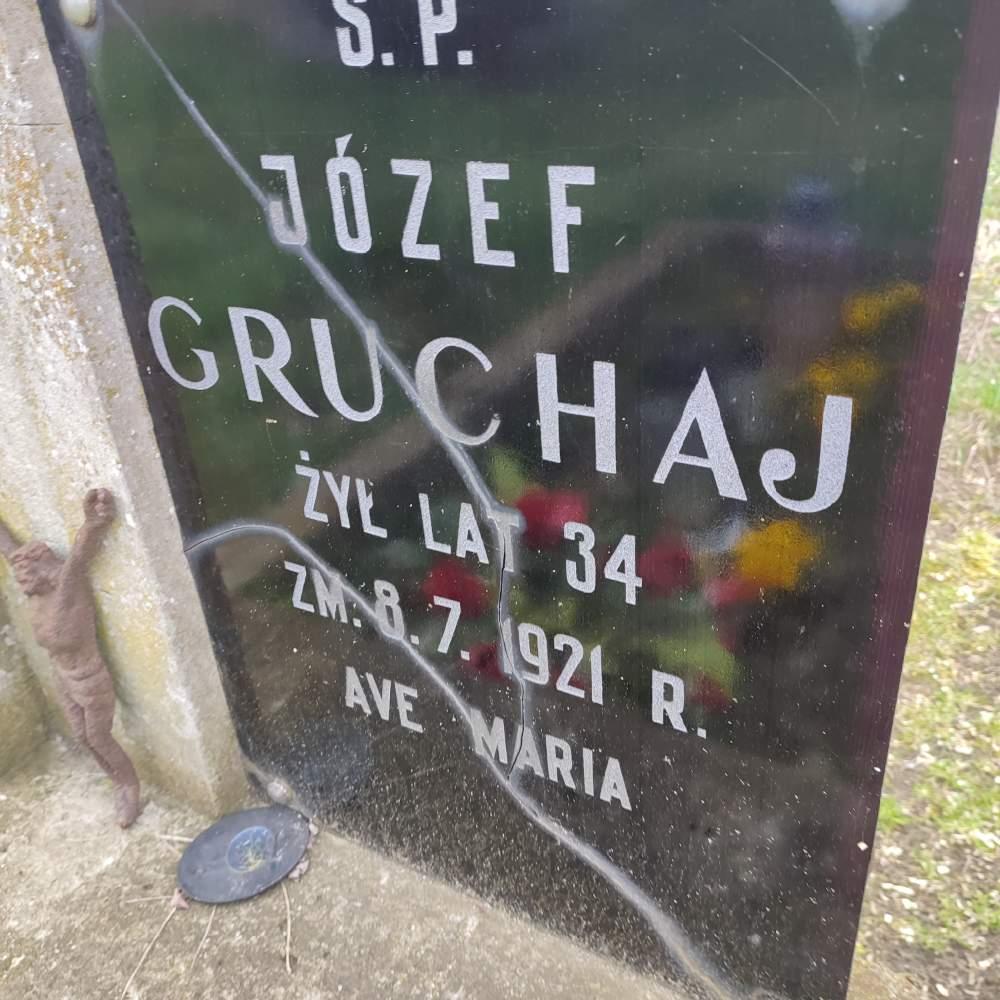 Ś. P.
JÓZEF
GRUCHAJ
ŻYŁ LAT 34
ZM. 8. 7. 1921 R.
AVE MARIA